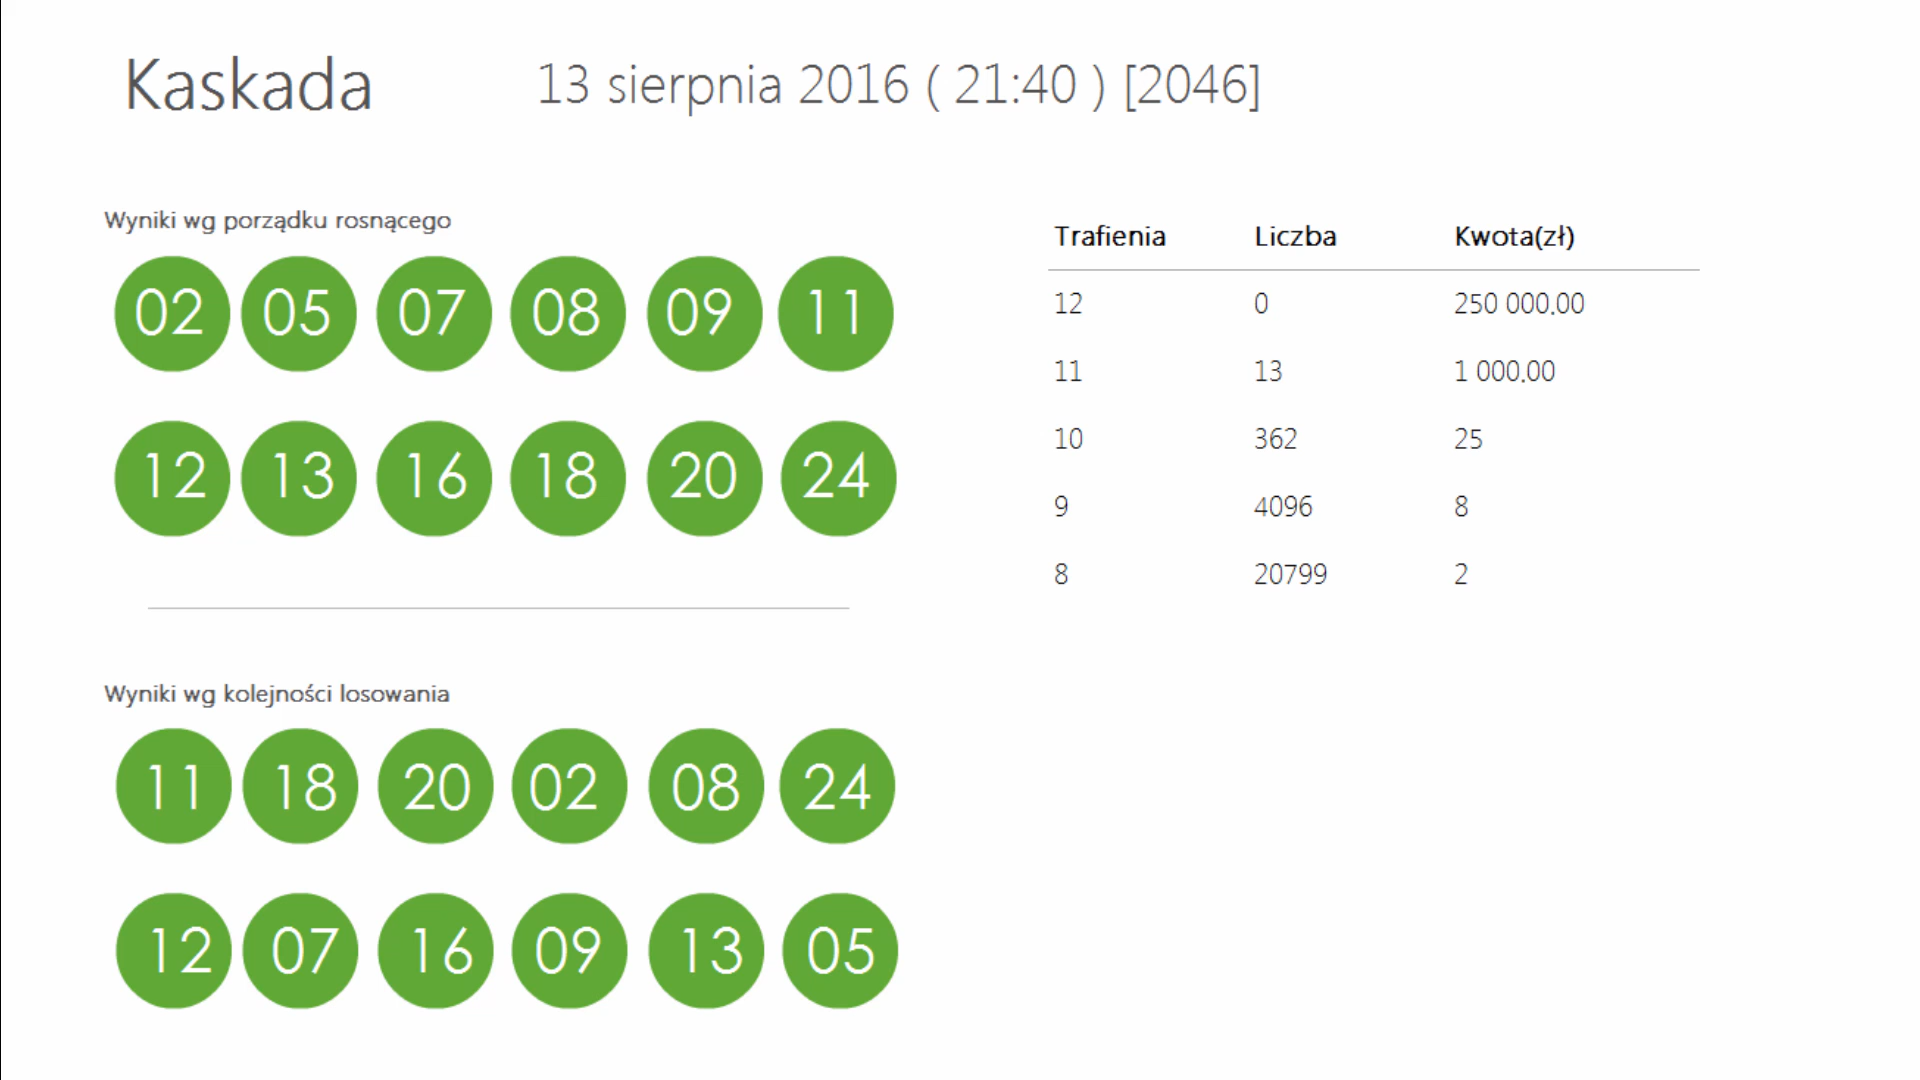 Kaskada 13 sierpnia 2016 ( 21:40 ) [2046]
Wyniki wg porządku rosnącego
02 05 07 08 09 11
12 13 16 18 20 24
Wyniki wg kolejności losowania
11 18 20 02 08 24
12 07 16 09 13 05
Trafienia Liczba Kwota(zł)
12 0 250 000,00
11 13 1 000,00
10 362 25
9 4096 8
8 20799 2